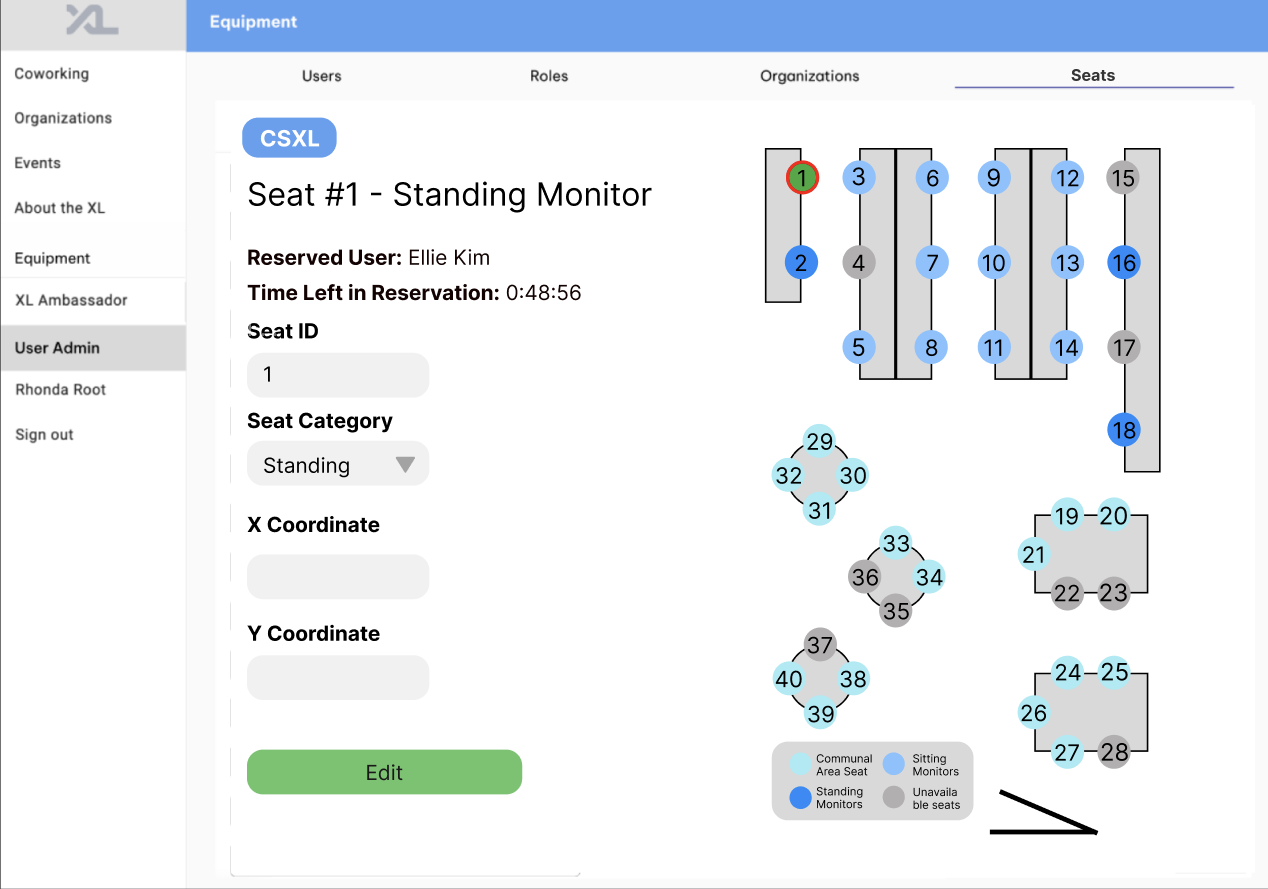 XL
Equipment
Coworking
Organizations
Events
About the XL
Equipment
XL Ambassador
User Admin
Rhonda Root
Sign out
Users
Roles
Organizations
Seats
CSXL
Seat #1 - Standing Monitor
Reserved User: Ellie Kim
Time Left in Reservation: 0:48:56
Seat ID
1
Seat Category
Standing
X Coordinate
Y Coordinate
Edit
1 3 6 9 12 15
2 4 7 10 13 16
5 8 11 14 17
18
29
32 30
31
33
36 34
35
37
40 38
39
19 20
21
22 23
24 25
26
27 28
Communal
Area Seat
Sitting
Monitors
Standing
Monitors
Unavaila
ble seats